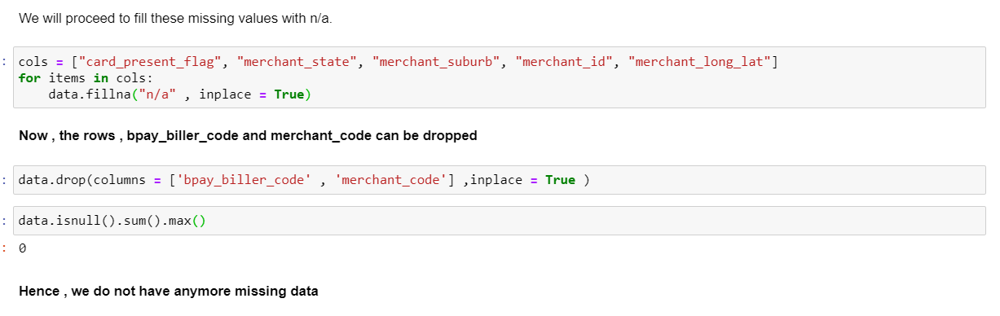 We will proceed to fill these missing values with n/a.
: cols = ["card_present_flag", "merchant_state", "merchant_suburb", "merchant_id", "merchant_long_lat"]
for items in cols:
    data.fillna("n/a" , inplace = True)
Now , the rows , bpay_biller_code and merchant_code can be dropped
: data.drop(columns = ['bpay_biller_code' , 'merchant_code'] ,inplace = True )
: data.isnull().sum().max()
: 0
Hence , we do not have anymore missing data